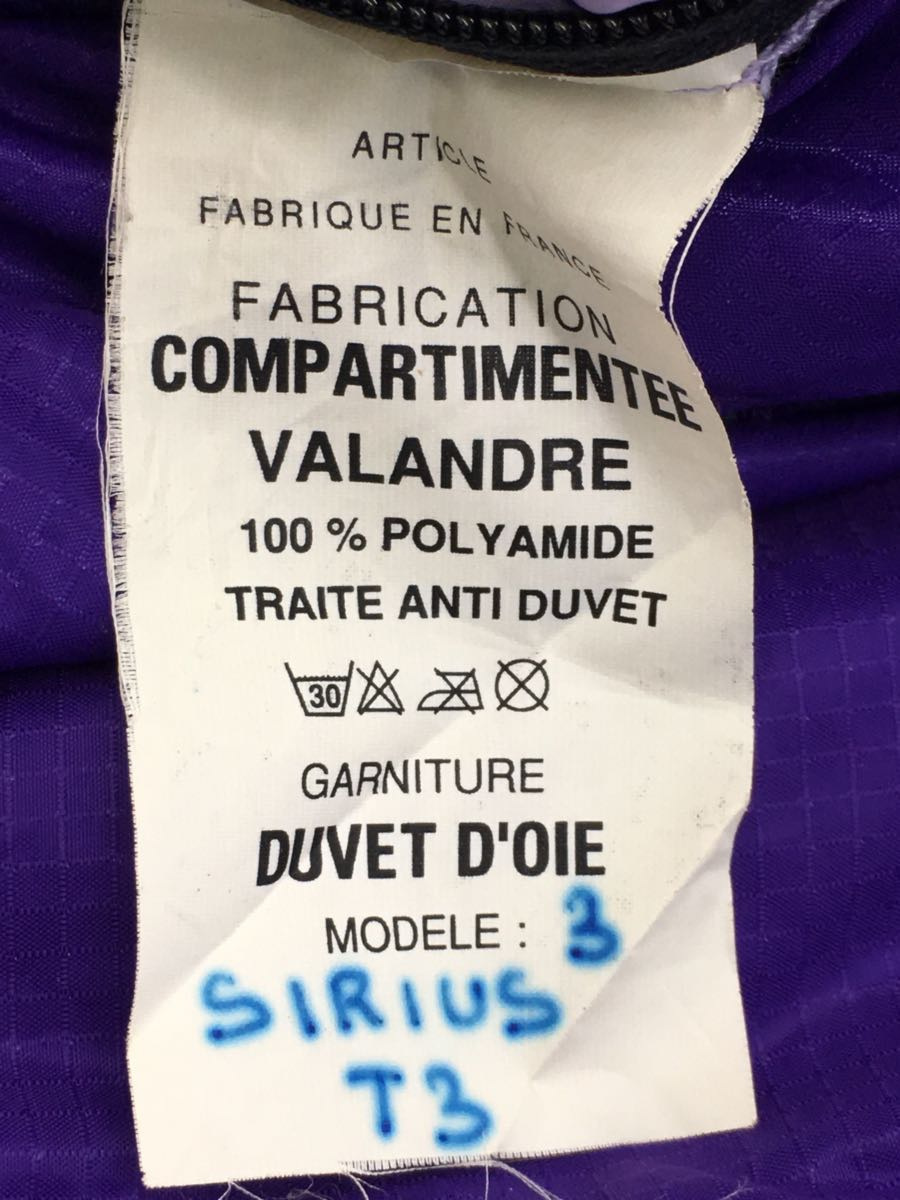 ARTICLE
FABRIQUE EN FRANCE
FABRICATION
COMPARTIMENTEE
VALANDRE
100 % POLYAMIDE
TRAITE ANTI DUVET
30
GARNITURE
DUVET D'OIE
MODELE : 3
SIRIUS
T3